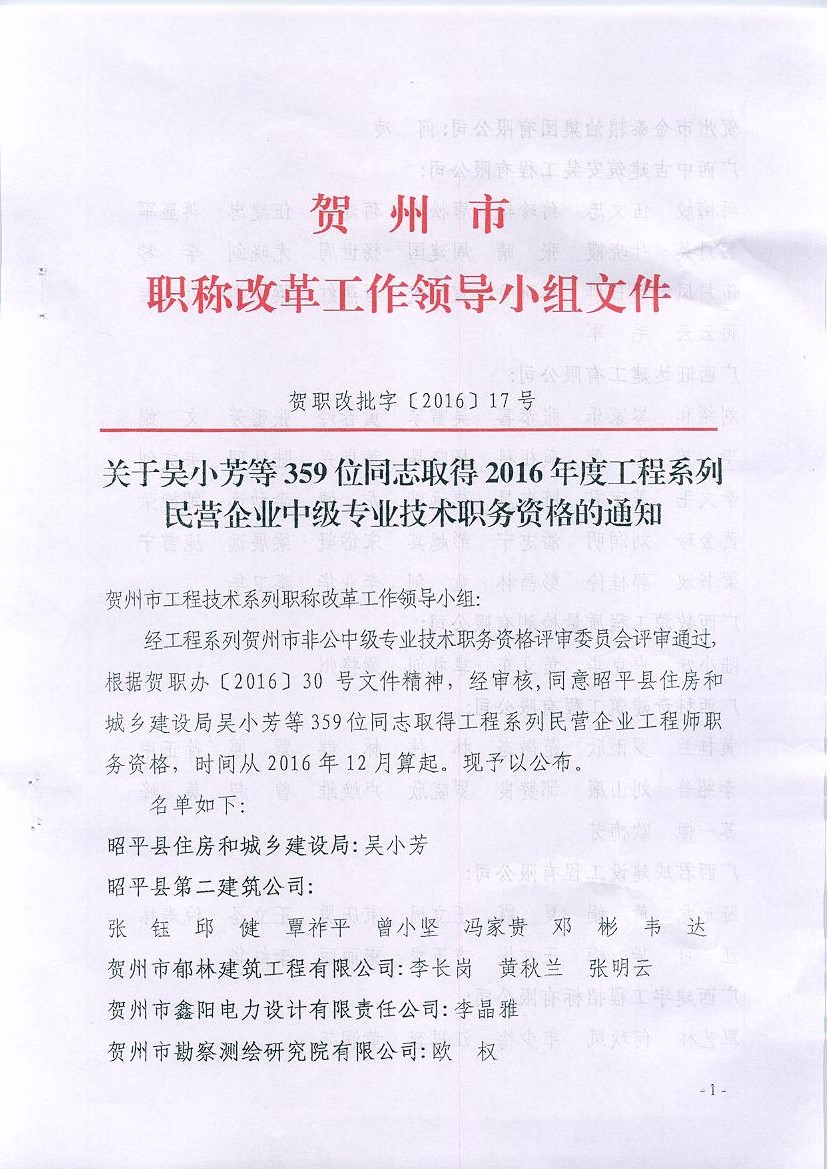 贺 州 市
职称改革工作领导小组文件
贺职改批字〔2016〕17号
关于吴小芳等 359 位同志取得 2016 年度工程系列
民营企业中级专业技术职务资格的通知
贺州市工程技术系列职称改革工作领导小组:
经工程系列贺州市非公中级专业技术职务资格评审委员会评审通过,
根据贺职办〔2016〕30 号文件精神，经审核,同意昭平县住房和
城乡建设局吴小芳等359位同志取得工程系列民营企业工程师职
务资格，时间从2016年12月算起。现予以公布。
名单如下:
昭平县住房和城乡建设局:吴小芳
昭平县第二建筑公司:
张 钰 邱 健 覃祚平 曾小坚 冯家贵 邓 彬 韦 达
贺州市郁林建筑工程有限公司:李长岗 黄秋兰 张明云
贺州市鑫阳电力设计有限责任公司:李晶雅
贺州市勘察测绘研究院有限公司:欧 权
-1-